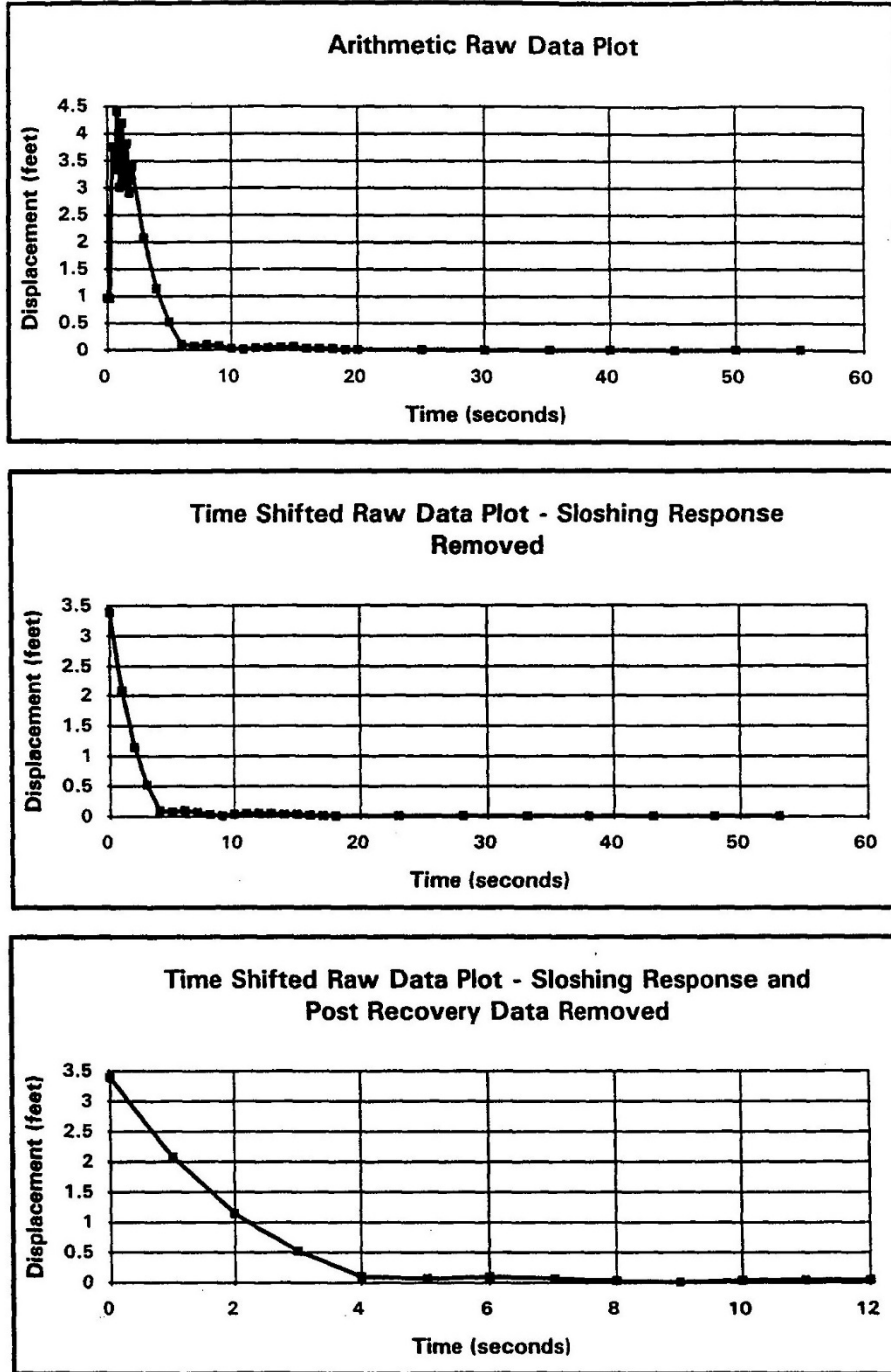 Arithmetic Raw Data Plot
Displacement (feet)
4.5
4
3.5
3
2.5
2
1.5
1
0.5
0
0 10 20 30 40 50 60
Time (seconds)
Time Shifted Raw Data Plot - Sloshing Response
Removed
Displacement (feet)
3.5
3
2.5
2
1.5
1
0.5
0
0 10 20 30 40 50 60
Time (seconds)
Time Shifted Raw Data Plot - Sloshing Response and
Post Recovery Data Removed
Displacement (feet)
3.5
3
2.5
2
1.5
1
0.5
0
0 2 4 6 8 10 12
Time (seconds)